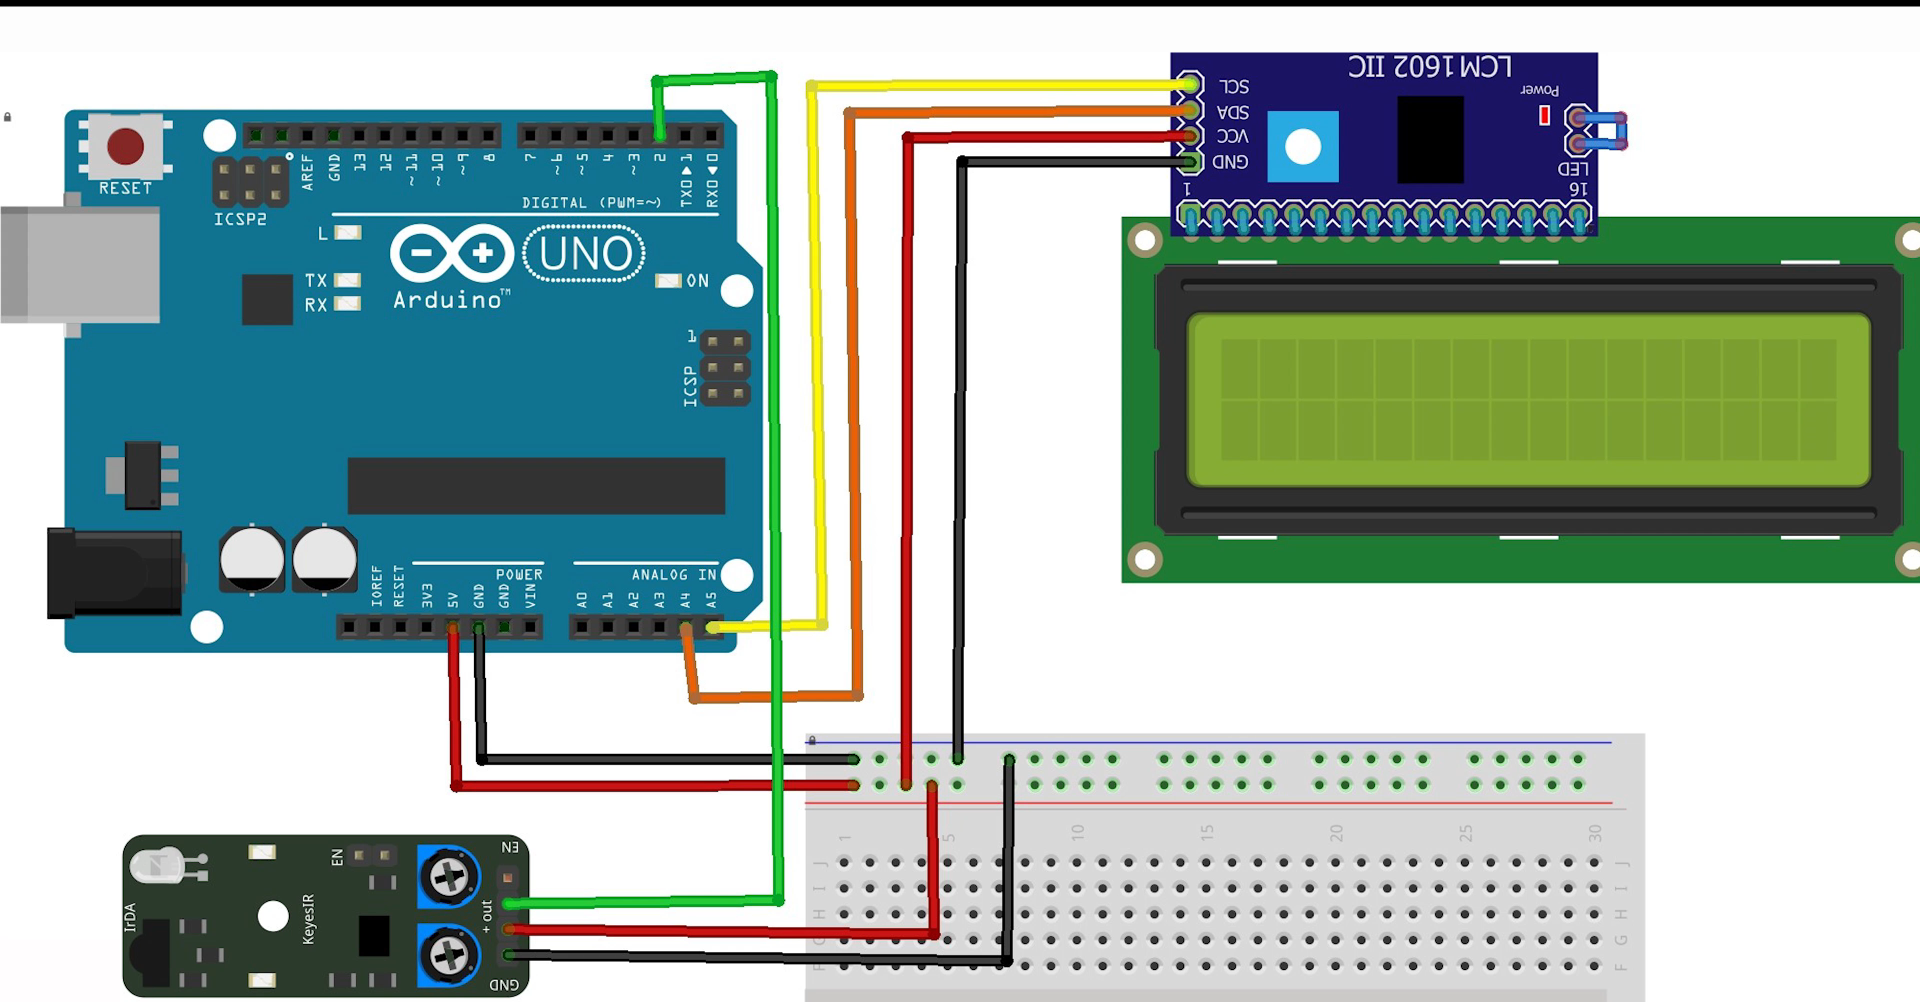 LCM1602 IIC
SCL
SDA
VCC
GND
Power
LED
1
16
RESET
ICSP2
AREF
GND
13
12
~11
~10
~9
8
7
~6
~5
4
~3
2
TX0▶1
RX0◀0
DIGITAL (PWM=~)
L
TX
RX
Arduino™
UNO
ON
1
ICSP
IOREF
RESET
3V3
5V
GND
GND
VIN
POWER
ANALOG IN
A0
A1
A2
A3
A4
A5
IrDA
KeyesIR
EN
EN
out
+
GND
1
5
10
15
20
25
30
J
I
H
G
F
J
I
H
G
F